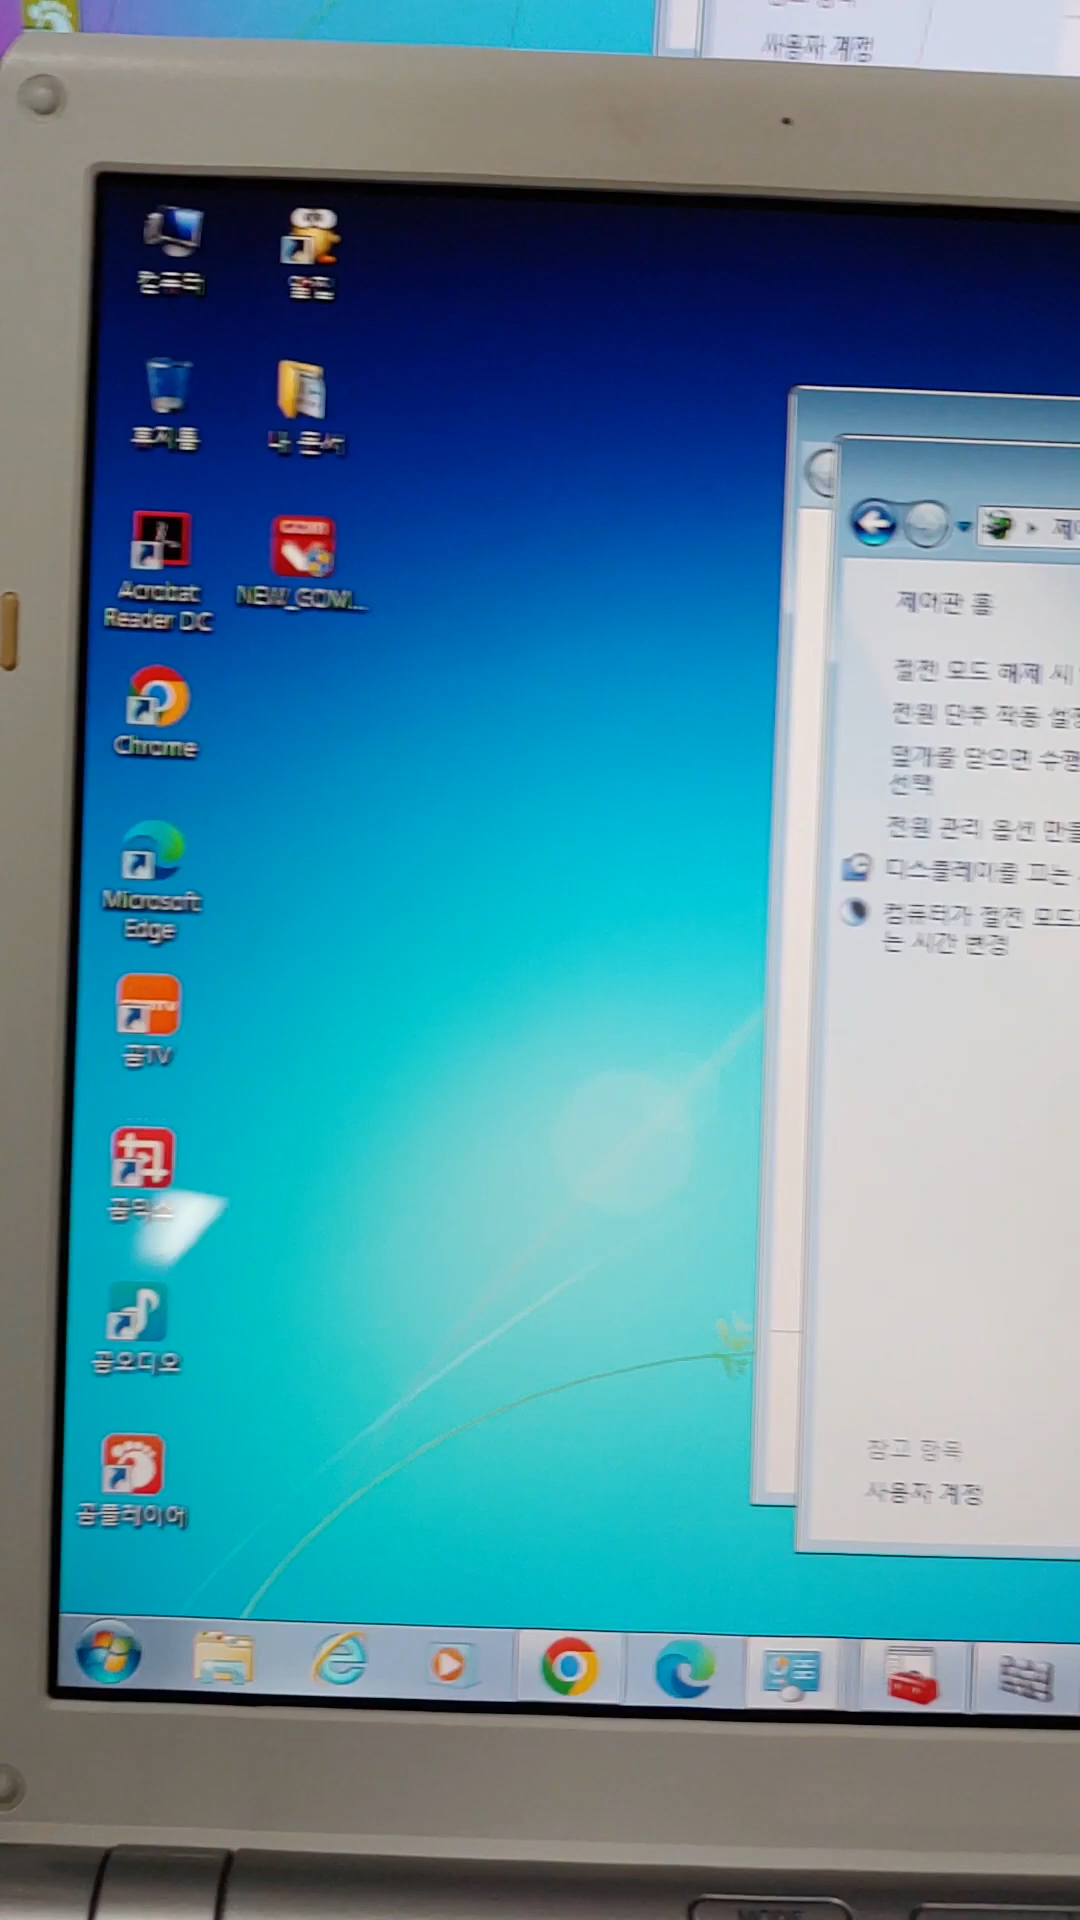 사용자 계정
컴퓨터
알집
휴지통
나 문서
Acrobat
Reader DC
NEW_GOM...
Chrome
Microsoft
Edge
곰TV
곰믹스
곰오디오
곰플레이어
제어판 홈
절전 모드 해제 시
전원 단추 작동 설정
덮개를 닫으면 수행
선택
전원 관리 옵션 만들
디스플레이를 끄는
컴퓨터가 절전 모드
는 시간 변경
참고 항목
사용자 계정